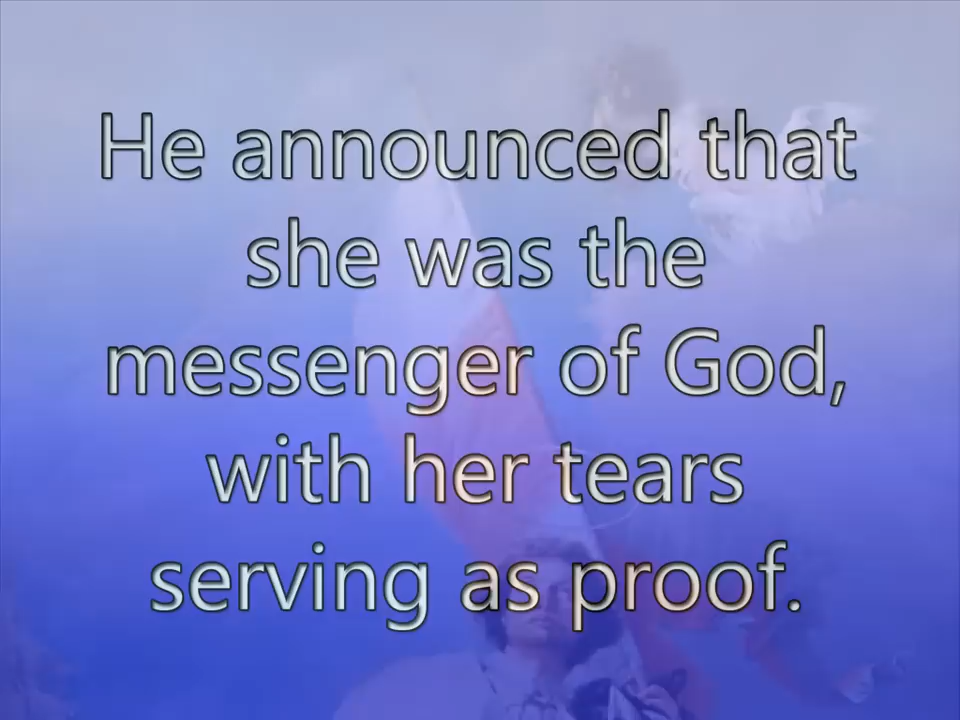 He announced that
she was the
messenger of God,
with her tears
serving as proof.